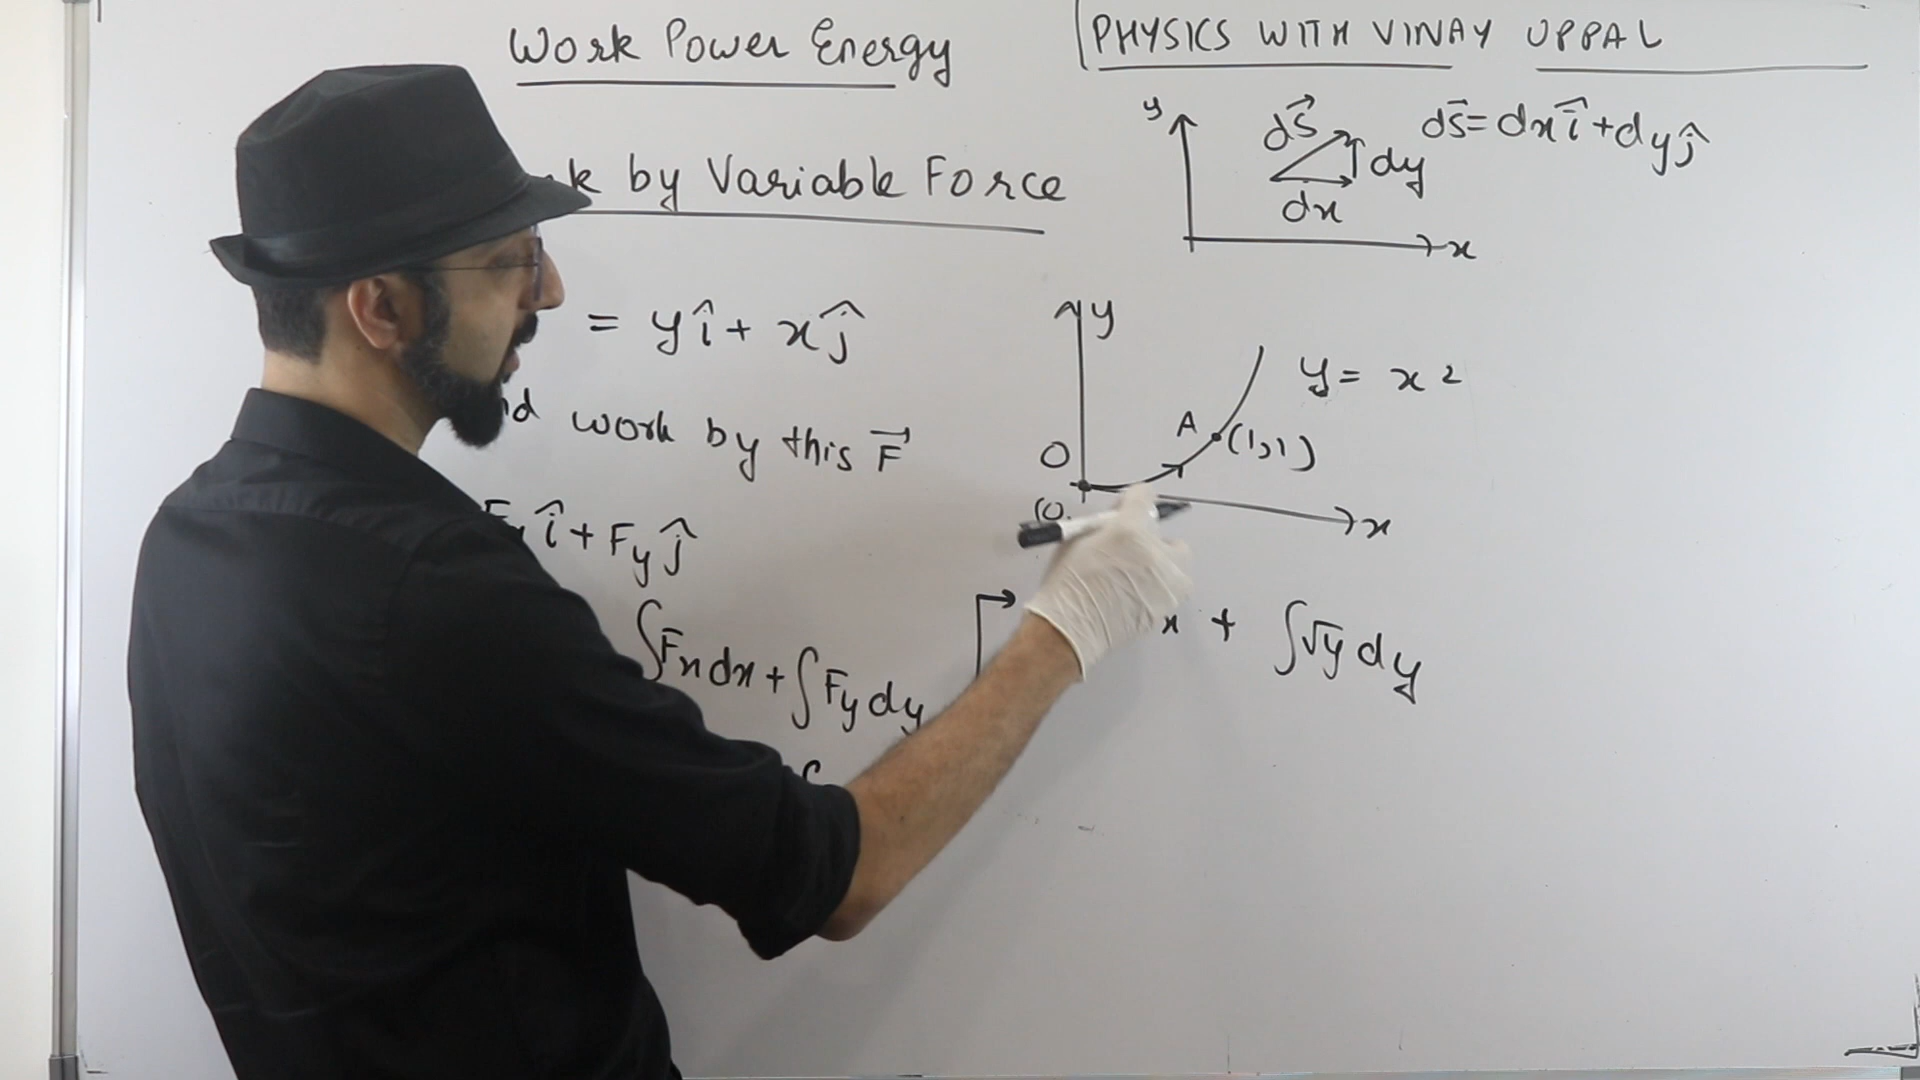 Work Power Energy
PHYSICS WITH VINAY UPPAL
y
ds⃗
dy
dx
x
ds⃗ = dx î + dy ĵ
by Variable Force
= y î + x ĵ
work by this F⃗
î + Fy ĵ
∫Fx dx + ∫Fy dy
y
y = x²
A
(1,1)
O
(0
x
x + ∫√y dy